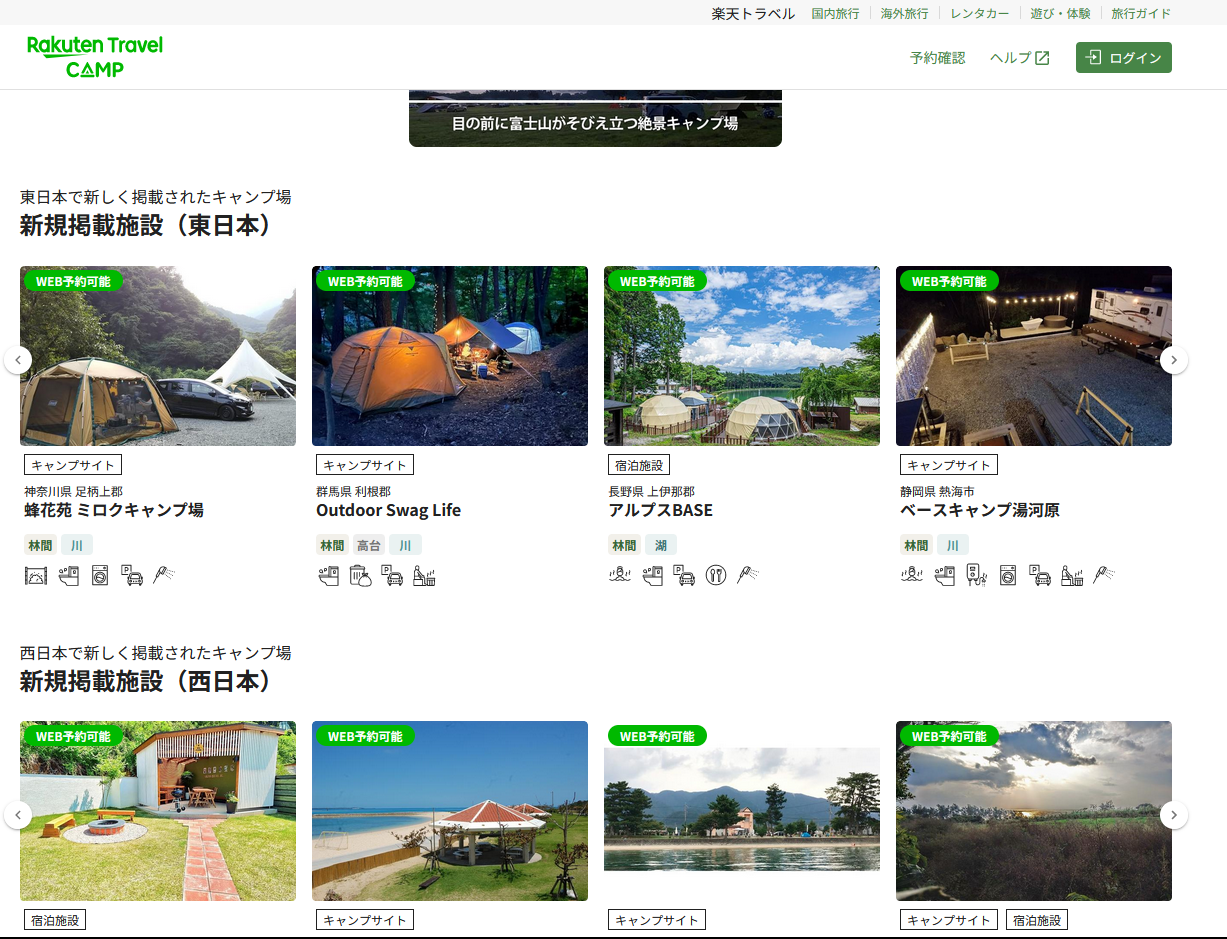 楽天トラベル 国内旅行 海外旅行 レンタカー 遊び・体験 旅行ガイド
Rakuten Travel
CAMP
予約確認 ヘルプ ログイン
目の前に富士山がそびえ立つ絶景キャンプ場
東日本で新しく掲載されたキャンプ場
新規掲載施設（東日本）
WEB予約可能 WEB予約可能 WEB予約可能 WEB予約可能
キャンプサイト キャンプサイト 宿泊施設 キャンプサイト
神奈川県 足柄上郡 群馬県 利根郡 長野県 上伊那郡 静岡県 熱海市
蜂花苑 ミロクキャンプ場 Outdoor Swag Life アルプスBASE ベースキャンプ湯河原
林間 川 林間 高台 川 林間 湖 林間 川
西日本で新しく掲載されたキャンプ場
新規掲載施設（西日本）
WEB予約可能 WEB予約可能 WEB予約可能 WEB予約可能
宿泊施設 キャンプサイト キャンプサイト キャンプサイト 宿泊施設